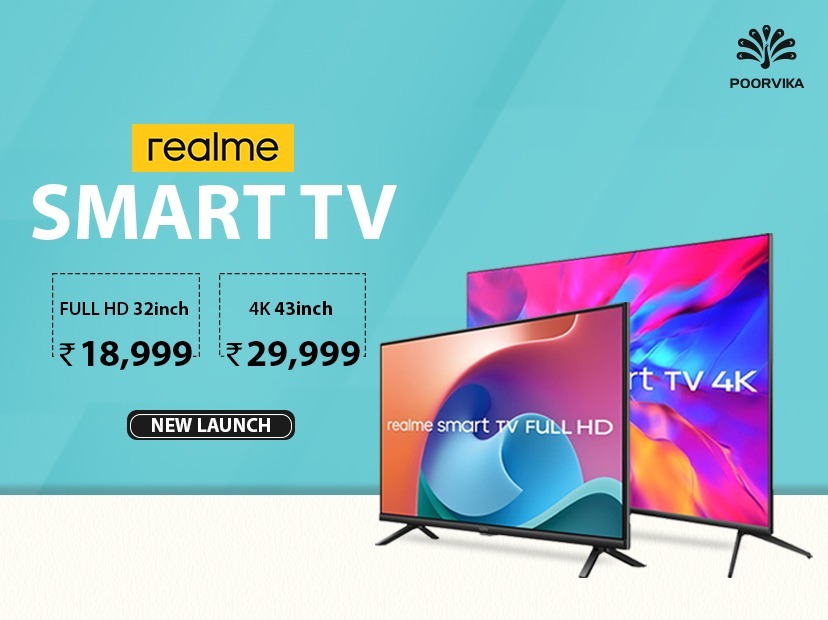 POORVIKA
realme
SMART TV
FULL HD 32inch
₹ 18,999
4K 43inch
₹ 29,999
NEW LAUNCH
realme smart TV FULL HD
rt TV 4K